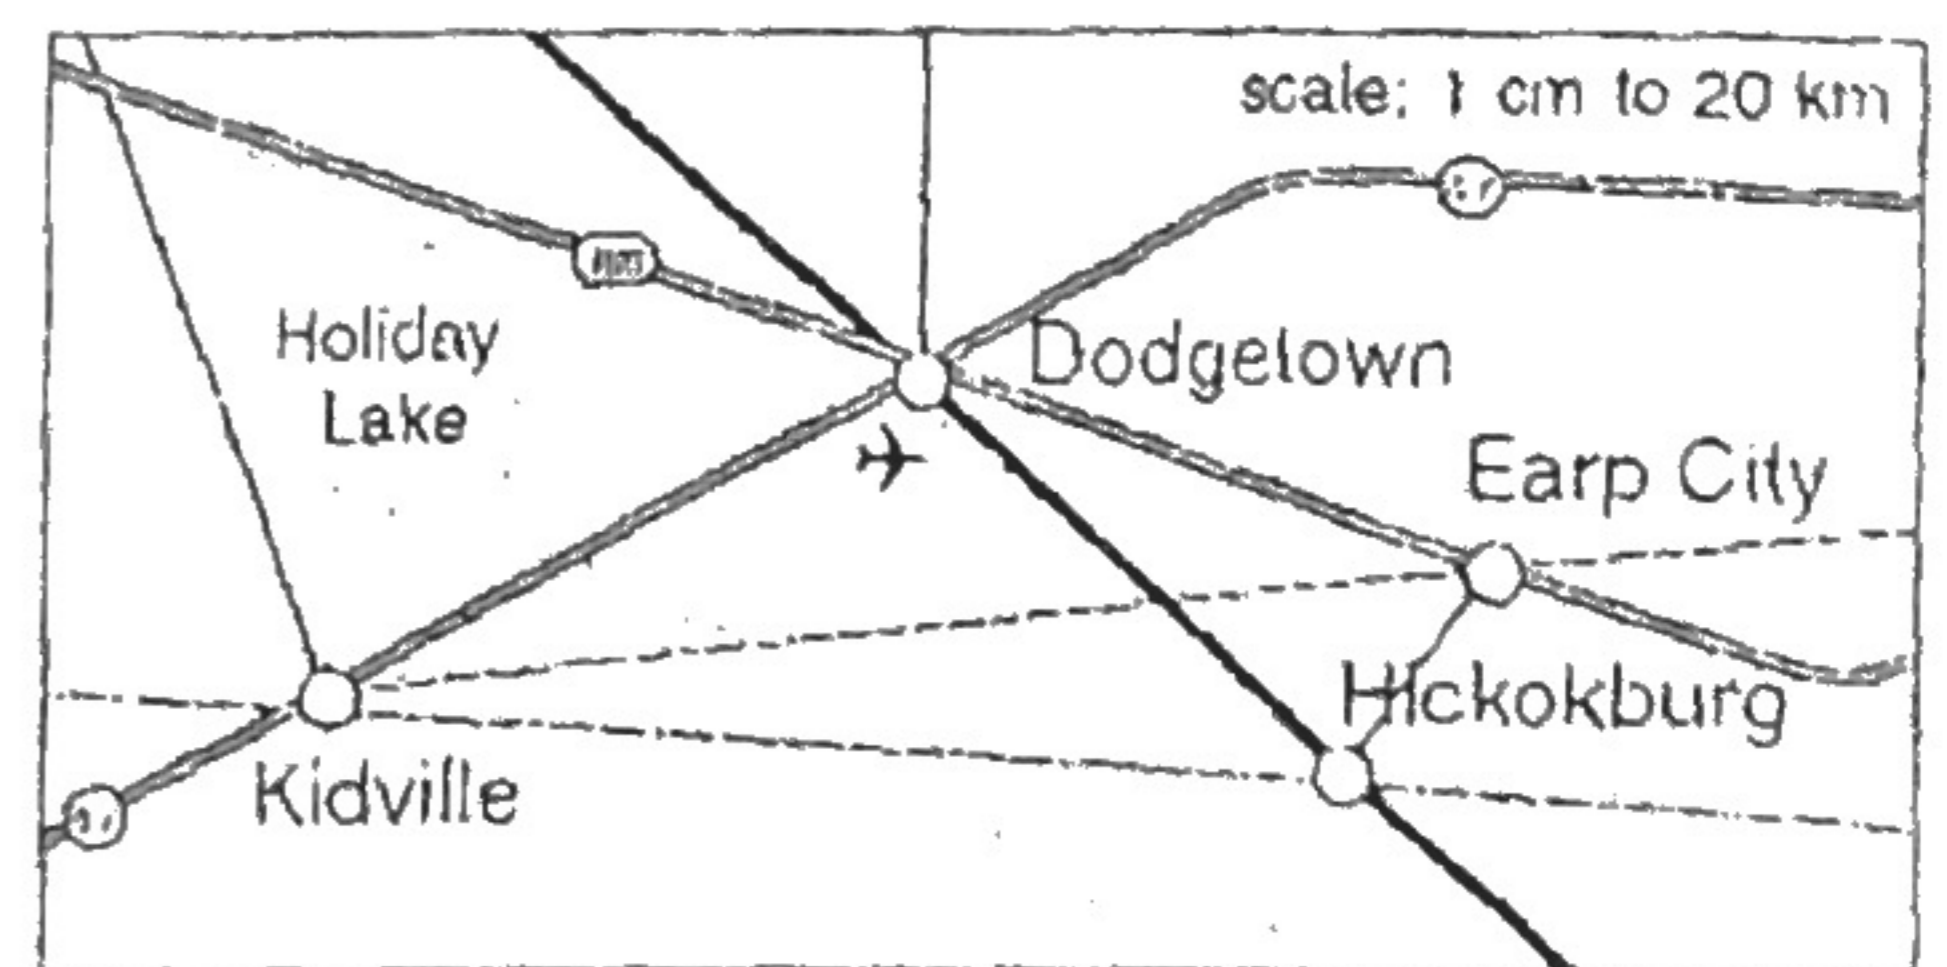 scale: 1 cm to 20 km
Holiday
Lake
Dodgetown
Earp City
Hickokburg
Kidville